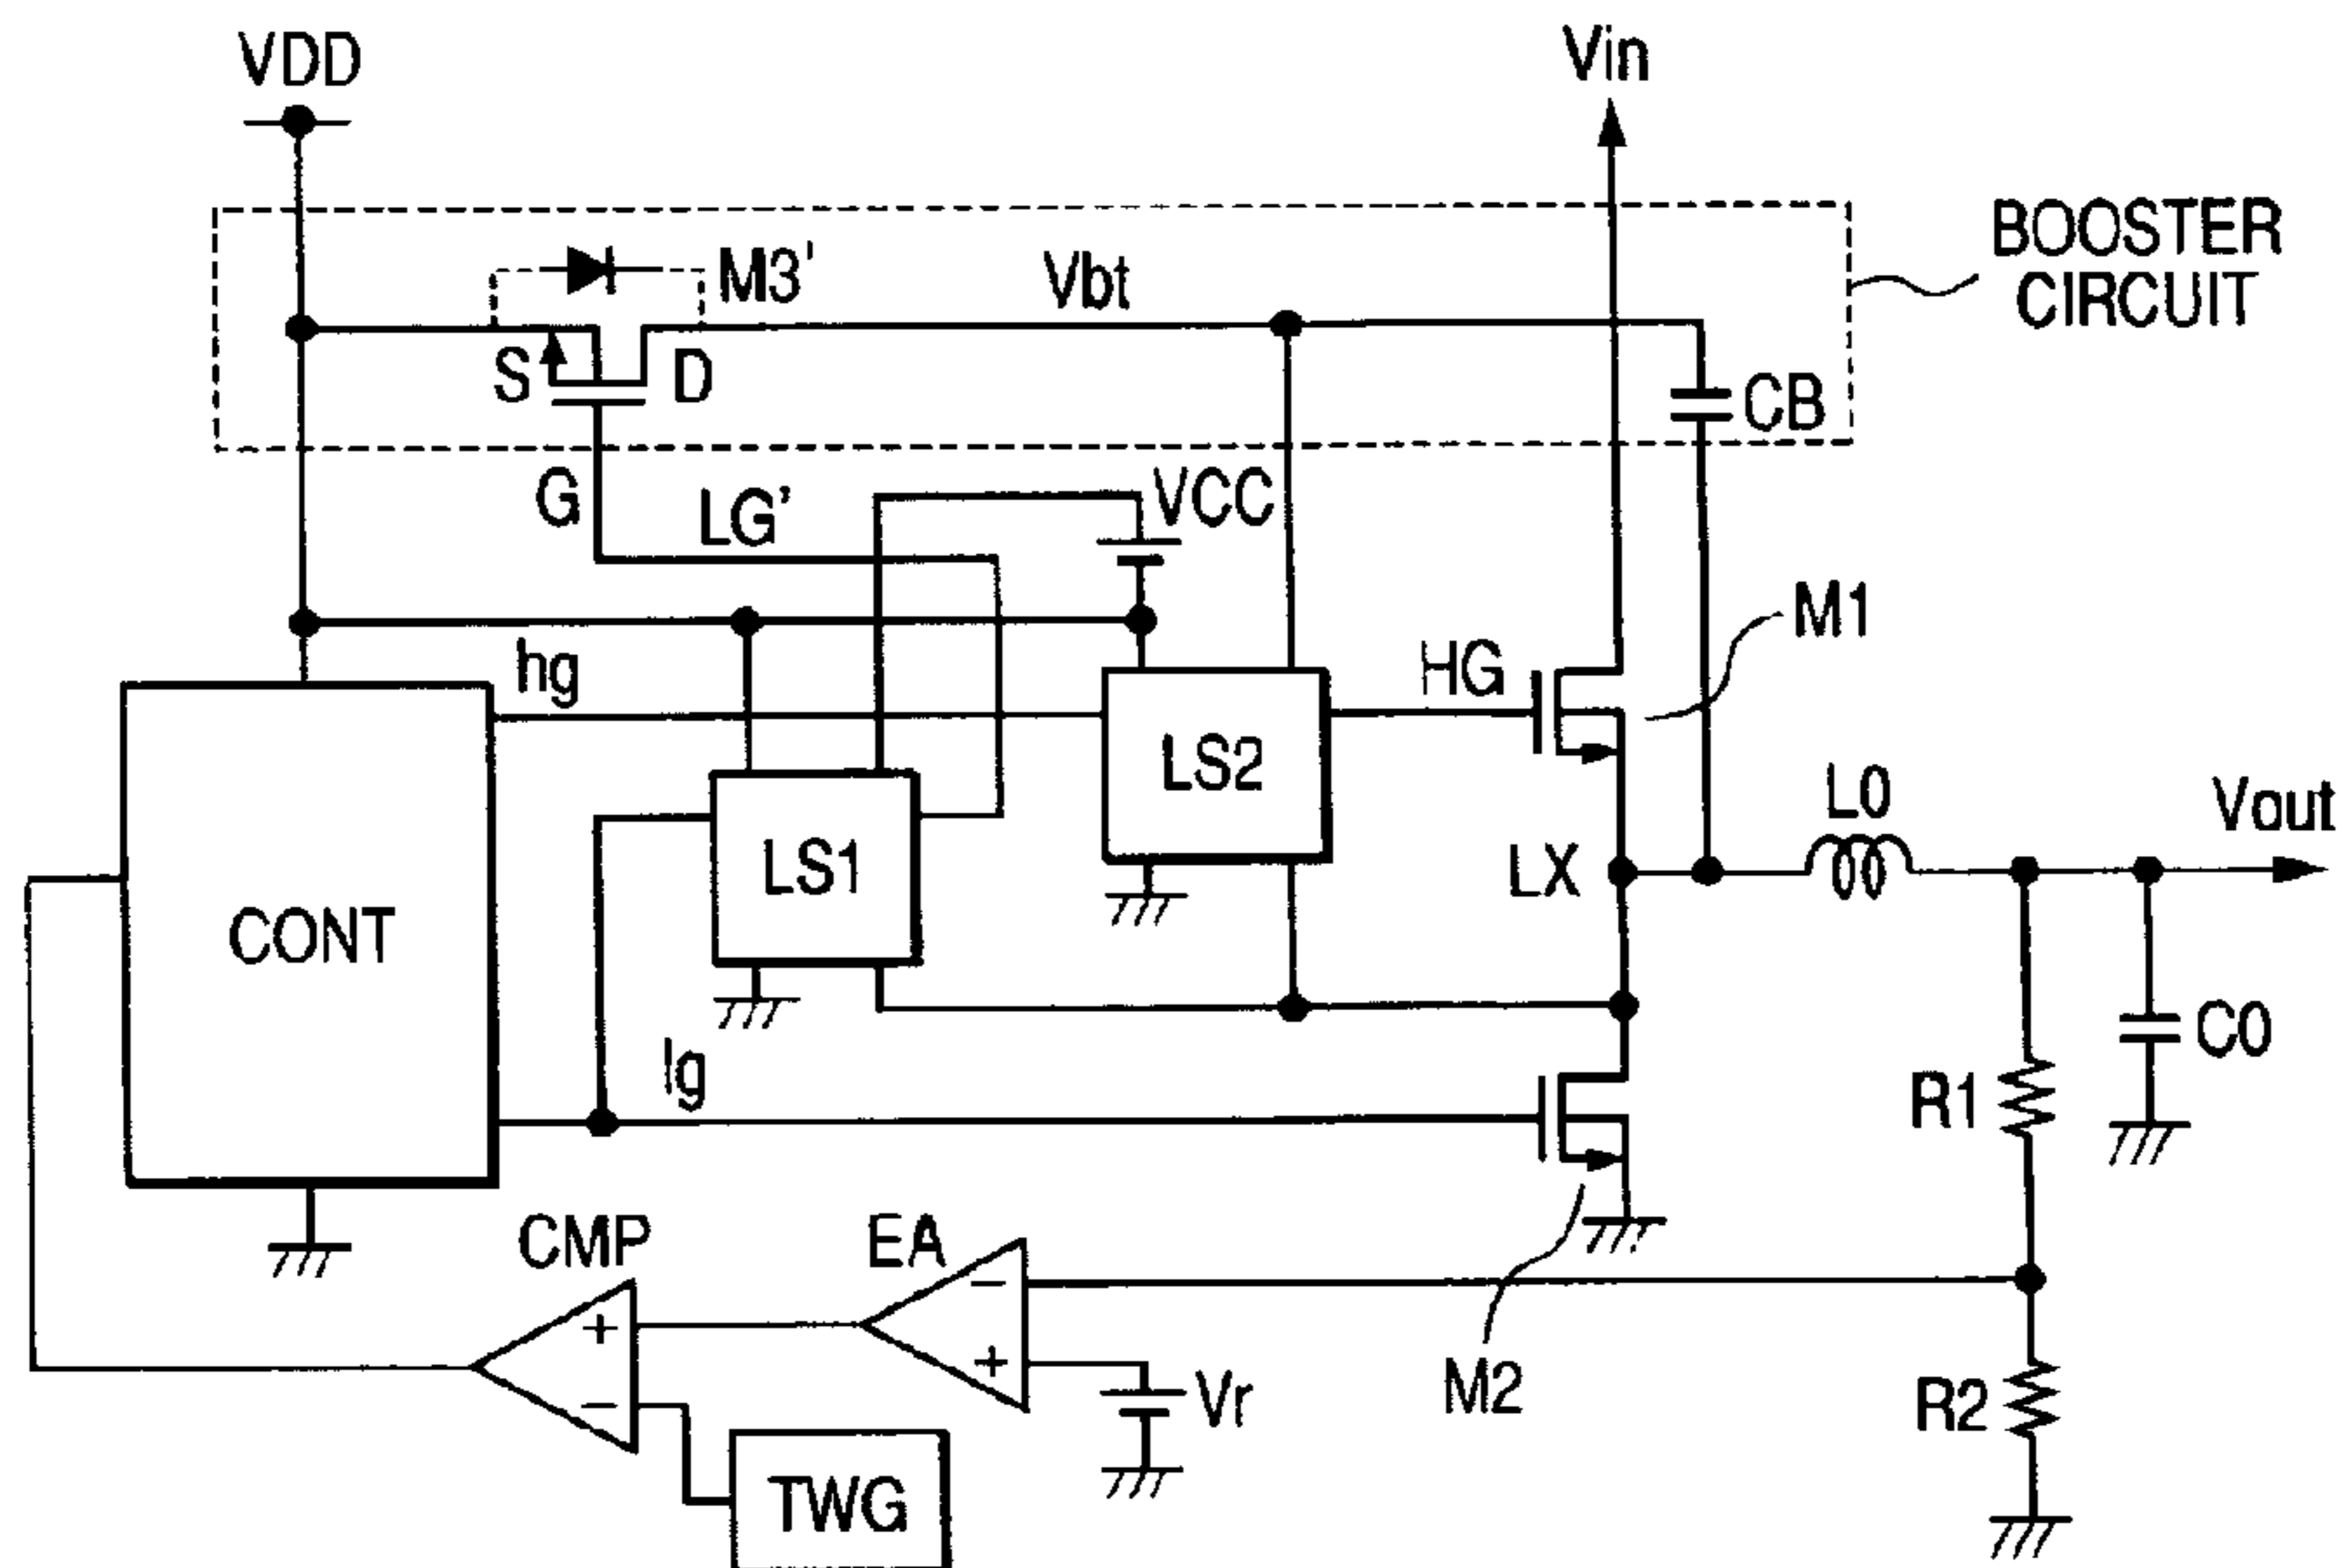 VDD
Vin
BOOSTER
CIRCUIT
M3'
Vbt
S
D
CB
G
LG'
VCC
hg
HG
M1
LS2
LS1
CONT
LX
L0
Vout
lg
C0
R1
CMP
EA
+
−
−
+
Vr
M2
R2
TWG